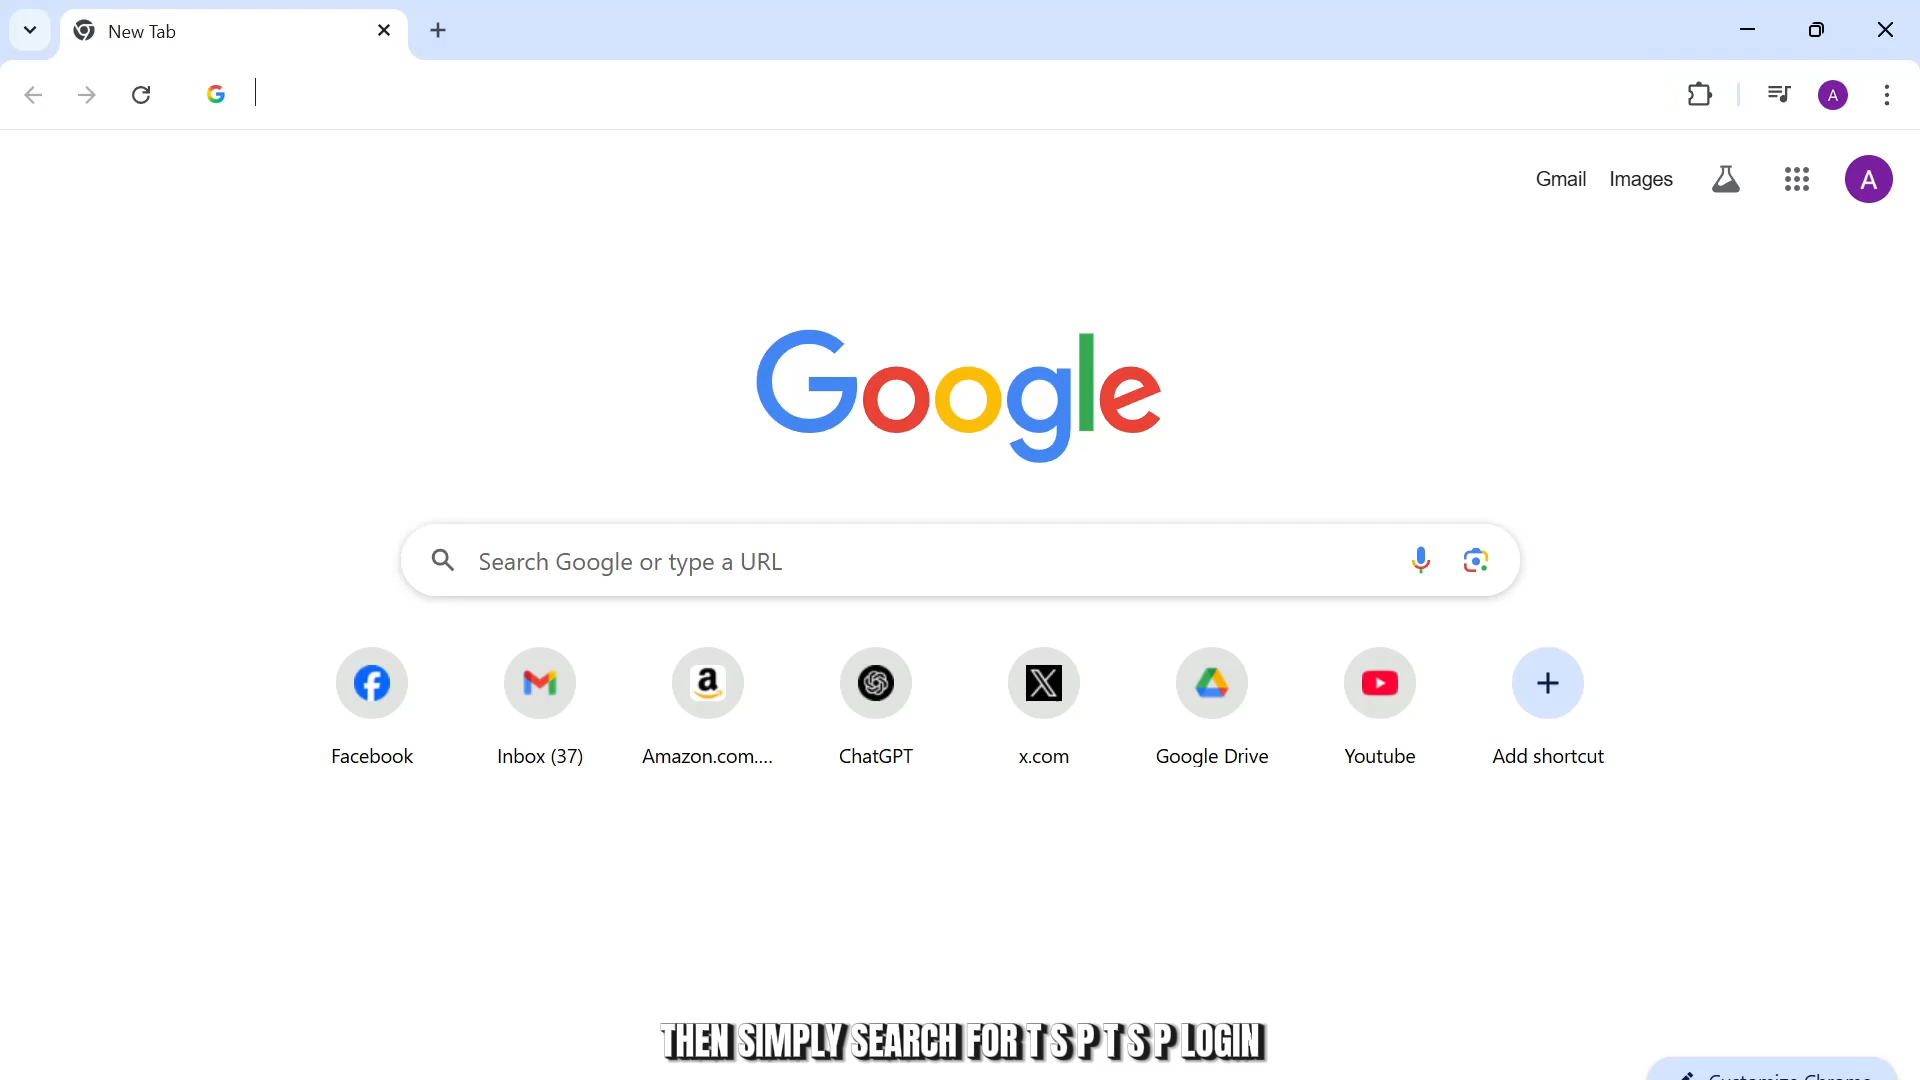 New Tab
A
Gmail Images
A
Google
Search Google or type a URL
Facebook
Inbox (37)
Amazon.com....
ChatGPT
x.com
Google Drive
Youtube
Add shortcut
THEN SIMPLY SEARCH FOR T S P T S P LOGIN
Customize Chrome